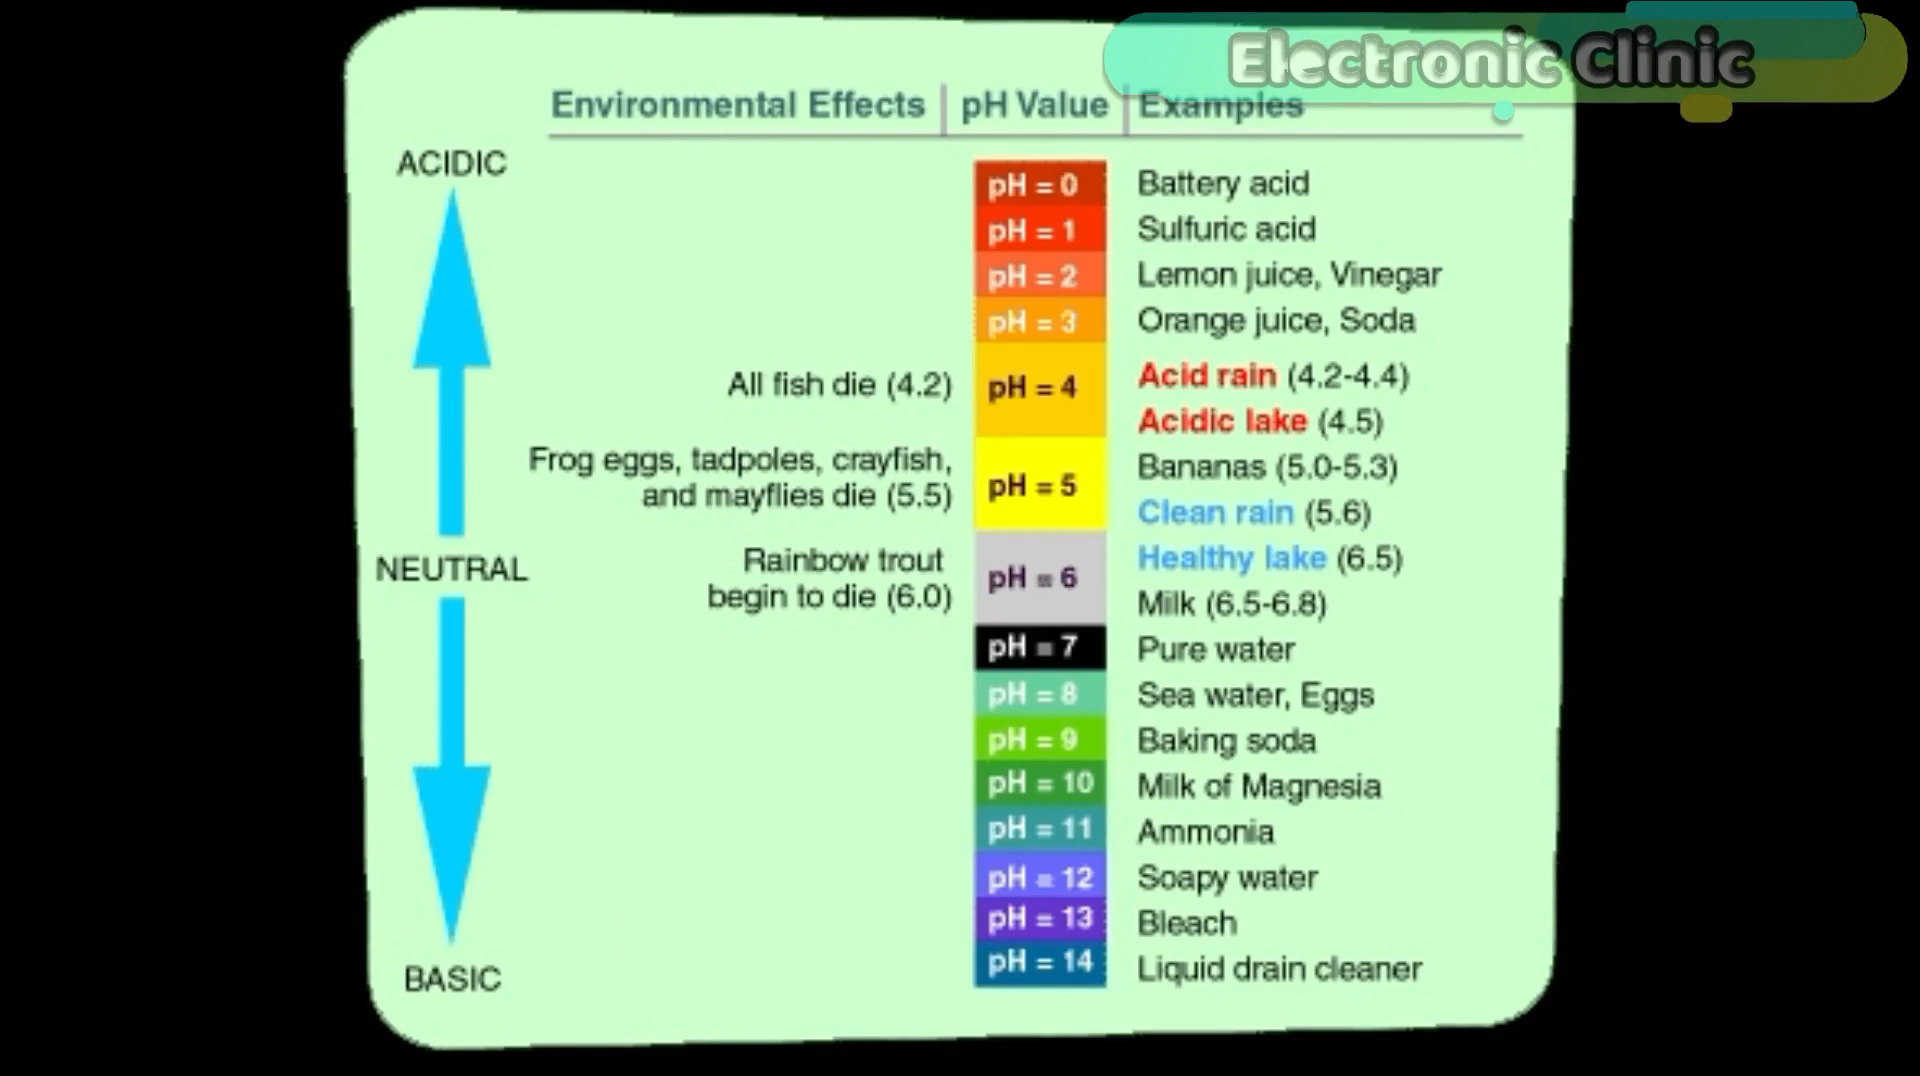 Electronic Clinic
Environmental Effects | pH Value | Examples
ACIDIC
pH = 0 Battery acid
pH = 1 Sulfuric acid
pH = 2 Lemon juice, Vinegar
pH = 3 Orange juice, Soda
All fish die (4.2) pH = 4 Acid rain (4.2-4.4)
Acidic lake (4.5)
Frog eggs, tadpoles, crayfish,
and mayflies die (5.5) pH = 5 Bananas (5.0-5.3)
Clean rain (5.6)
NEUTRAL
Rainbow trout
begin to die (6.0) pH = 6 Healthy lake (6.5)
Milk (6.5-6.8)
pH = 7 Pure water
pH = 8 Sea water, Eggs
pH = 9 Baking soda
pH = 10 Milk of Magnesia
pH = 11 Ammonia
pH = 12 Soapy water
pH = 13 Bleach
pH = 14 Liquid drain cleaner
BASIC